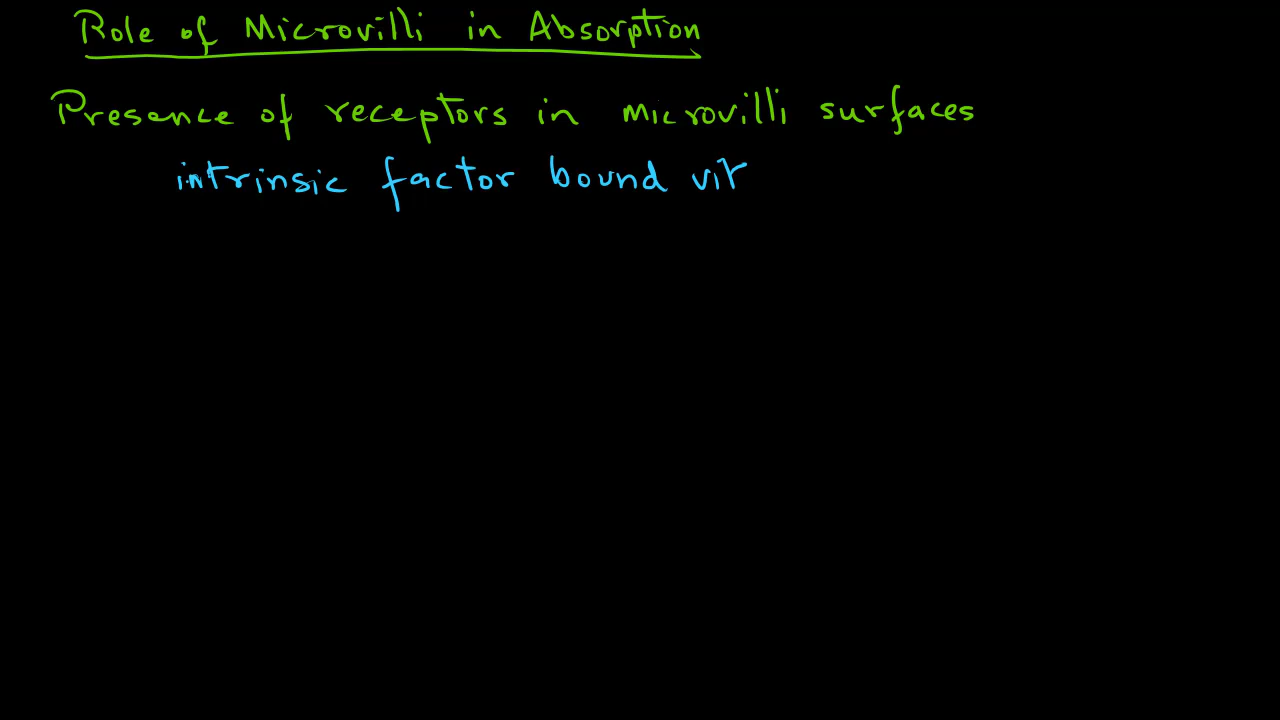 Role of Microvilli in Absorption
Presence of receptors in microvilli surfaces
intrinsic factor bound vit